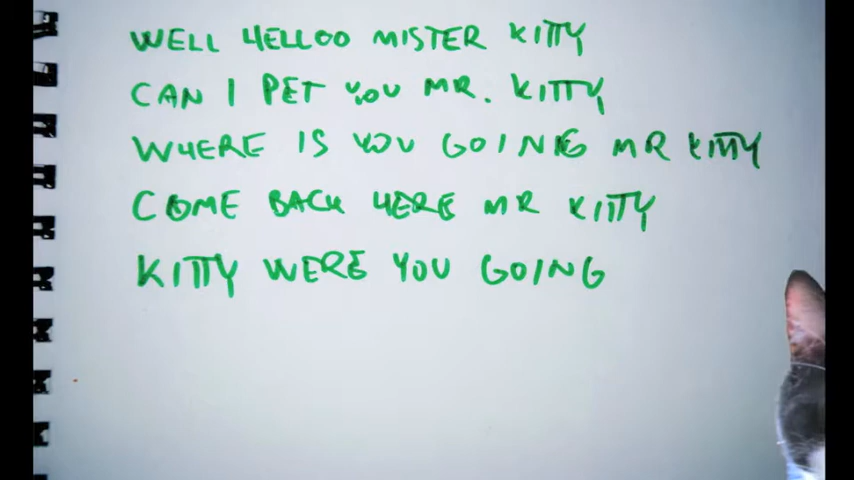 WELL HELLOO MISTER KITTY
CAN I PET YOU MR. KITTY
WHERE IS YOU GOING MR KITTY
COME BACK HERE MR KITTY
KITTY WERE YOU GOING